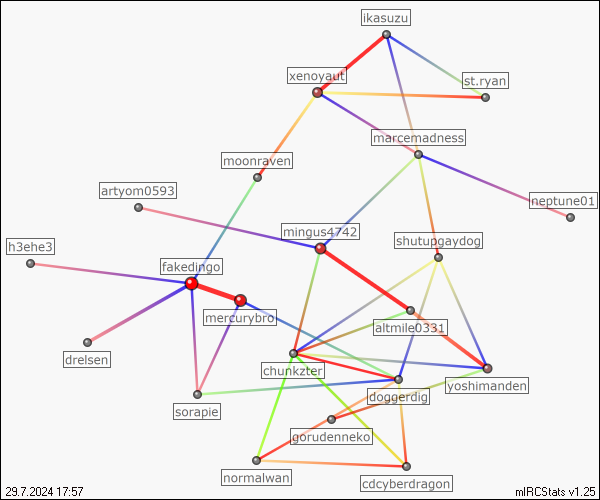 ikasuzu
xenoyaut
st.ryan
marcemadness
moonraven
artyom0593
neptune01
mingus4742
shutupgaydog
h3ehe3
fakedingo
mercurybro
altmile0331
drelsen
chunkzter
yoshimanden
doggerdig
sorapie
gorudenneko
normalwan
cdcyberdragon
29.7.2024 17:57
mIRCStats v1.25